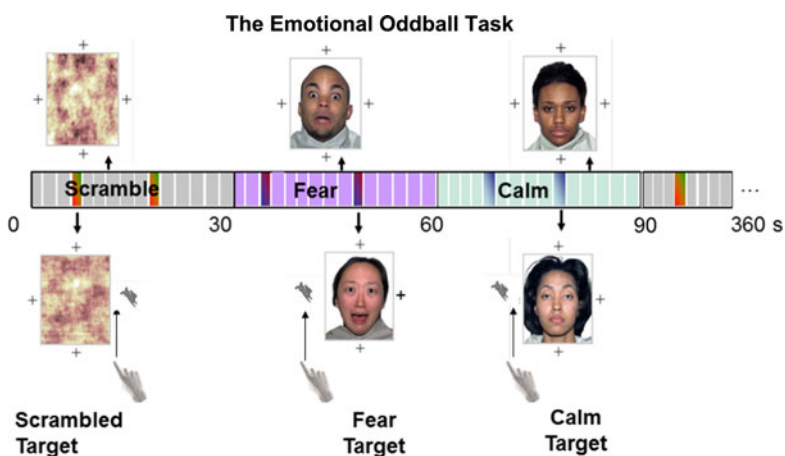 The Emotional Oddball Task
Scramble Fear Calm ...
0 30 60 90 360 s
Scrambled
Target
Fear
Target
Calm
Target